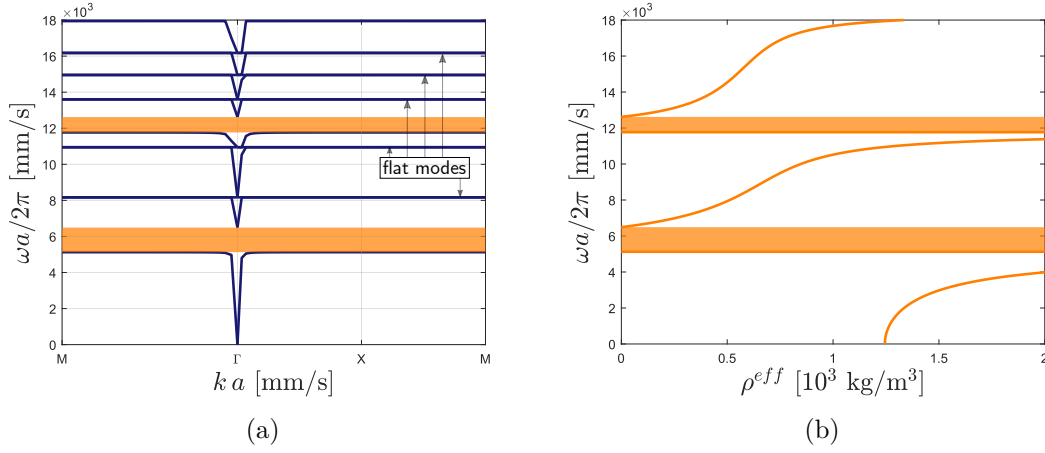 ×10³
18
16
14
12
10
8
6
4
2
0
ωa/2π [mm/s]
flat modes
M Γ X M
k a [mm/s]
(a)
×10³
18
16
14
12
10
8
6
4
2
0
ωa/2π [mm/s]
0 0.5 1 1.5 2
ρ^{eff} [10³ kg/m³]
(b)